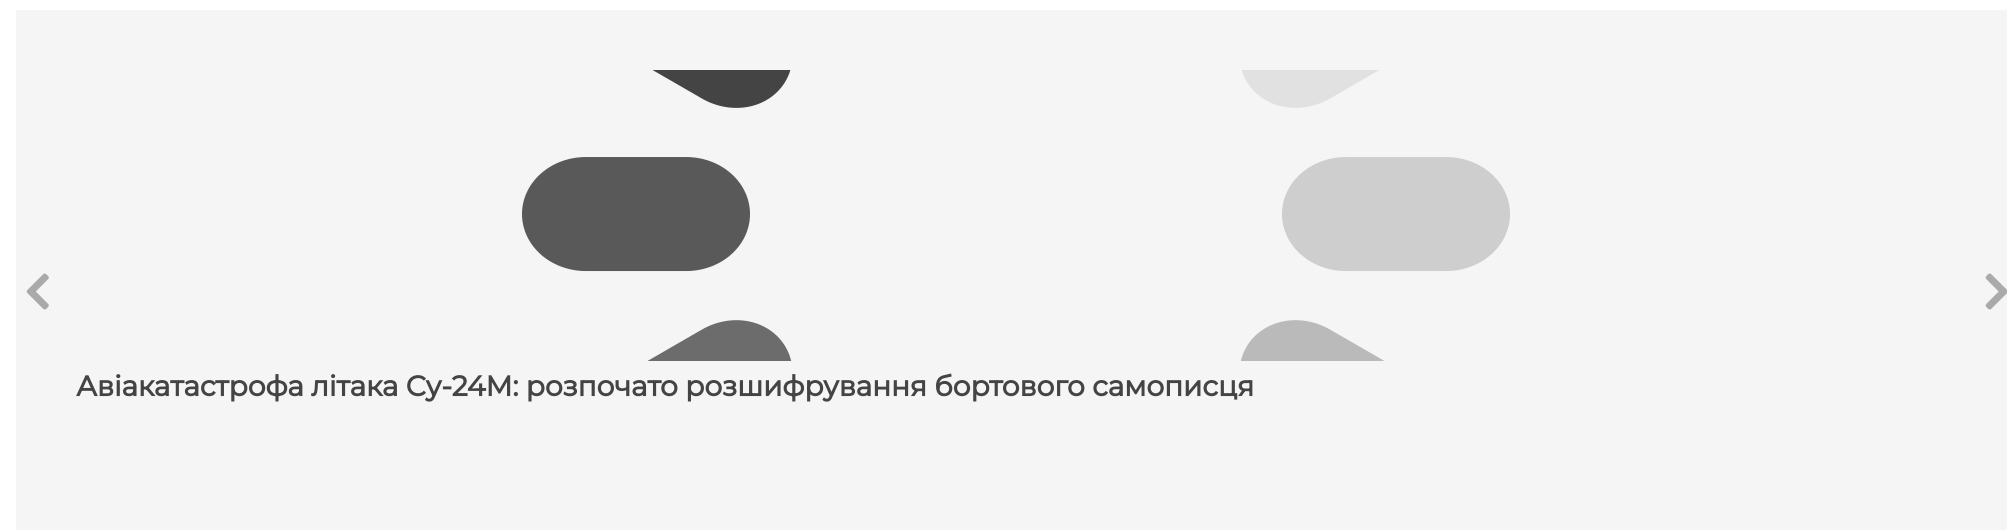 Авіакатастрофа літака Су-24М: розпочато розшифрування бортового самописця